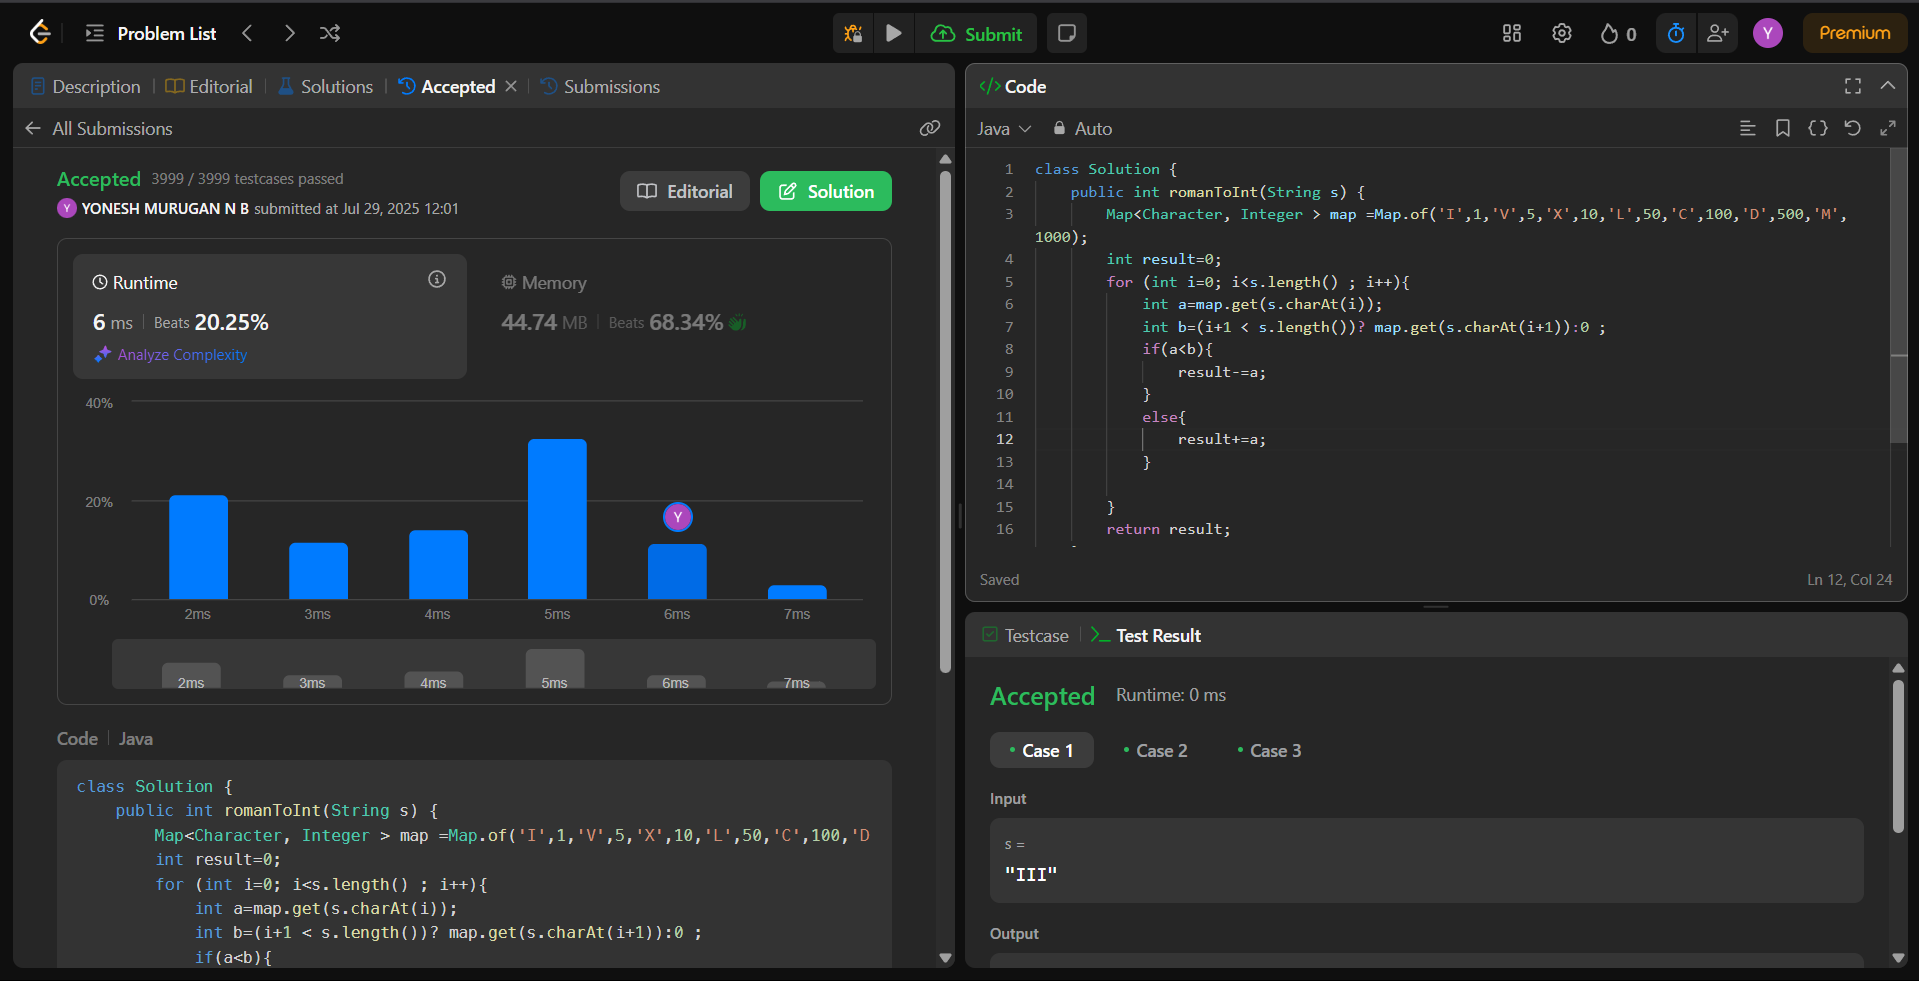 Problem List
Submit
0
Y
Premium
Description
Editorial
Solutions
Accepted
Submissions
All Submissions
Accepted 3999 / 3999 testcases passed
Y YONESH MURUGAN N B submitted at Jul 29, 2025 12:01
Editorial
Solution
Runtime
6 ms | Beats 20.25%
Analyze Complexity
Memory
44.74 MB | Beats 68.34%
40%
20%
0%
Y
2ms 3ms 4ms 5ms 6ms 7ms
2ms 3ms 4ms 5ms 6ms 7ms
Code | Java
class Solution {
public int romanToInt(String s) {
Map<Character, Integer > map =Map.of('I',1,'V',5,'X',10,'L',50,'C',100,'D
int result=0;
for (int i=0; i<s.length() ; i++){
int a=map.get(s.charAt(i));
int b=(i+1 < s.length())? map.get(s.charAt(i+1)):0 ;
if(a<b){
</> Code
Java
Auto
1 class Solution {
2 public int romanToInt(String s) {
3 Map<Character, Integer > map =Map.of('I',1,'V',5,'X',10,'L',50,'C',100,'D',500,'M',
1000);
4 int result=0;
5 for (int i=0; i<s.length() ; i++){
6 int a=map.get(s.charAt(i));
7 int b=(i+1 < s.length())? map.get(s.charAt(i+1)):0 ;
8 if(a<b){
9 result-=a;
10 }
11 else{
12 result+=a;
13 }
14
15 }
16 return result;
Saved
Ln 12, Col 24
Testcase
Test Result
Accepted Runtime: 0 ms
• Case 1
• Case 2
• Case 3
Input
s =
"III"
Output